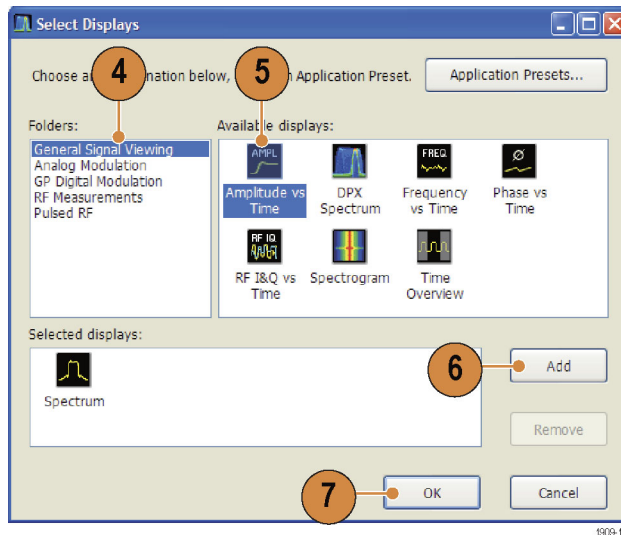 Select Displays
4
5
Choose a nation below, Application Preset.
Application Presets...
Folders:
Available displays:
General Signal Viewing
Analog Modulation
GP Digital Modulation
RF Measurements
Pulsed RF
AMPL
Amplitude vs
Time
DPX
Spectrum
FREQ
Frequency
vs Time
Ø
Phase vs
Time
RF IQ
RF I&Q vs
Time
Spectrogram
Time
Overview
Selected displays:
Spectrum
6
Add
Remove
7
OK
Cancel